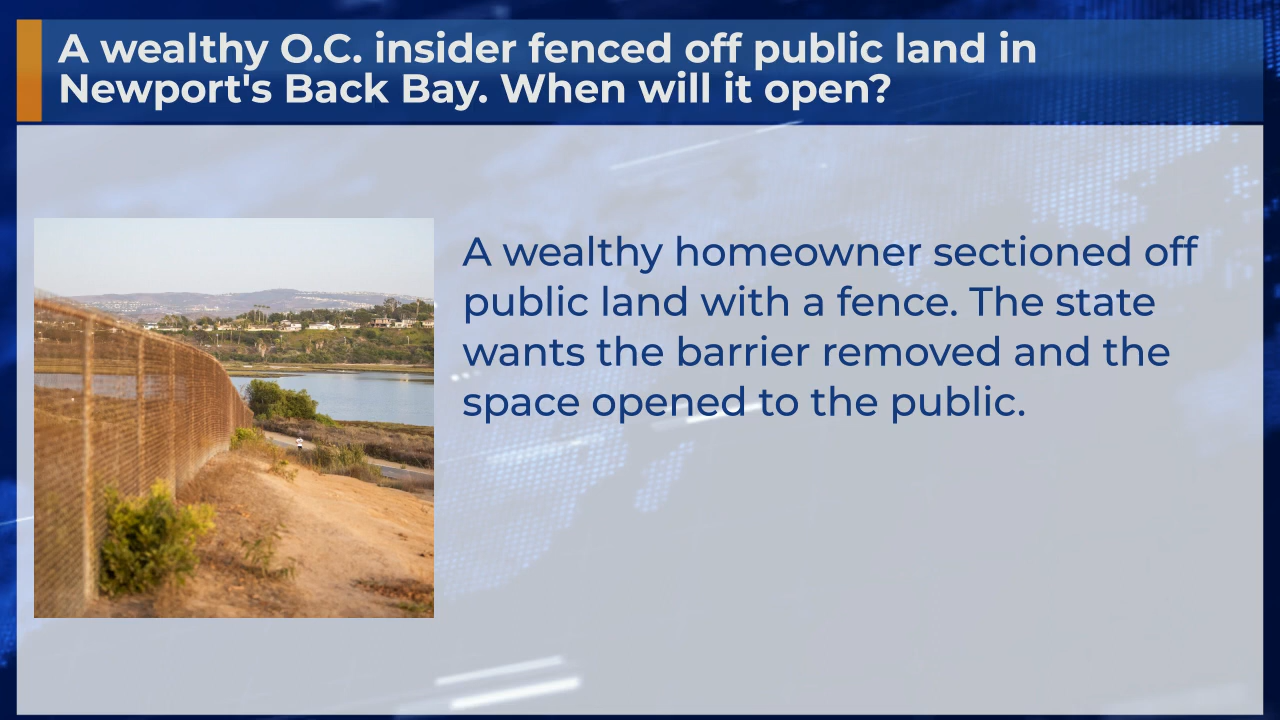 A wealthy O.C. insider fenced off public land in
Newport's Back Bay. When will it open?
A wealthy homeowner sectioned off
public land with a fence. The state
wants the barrier removed and the
space opened to the public.